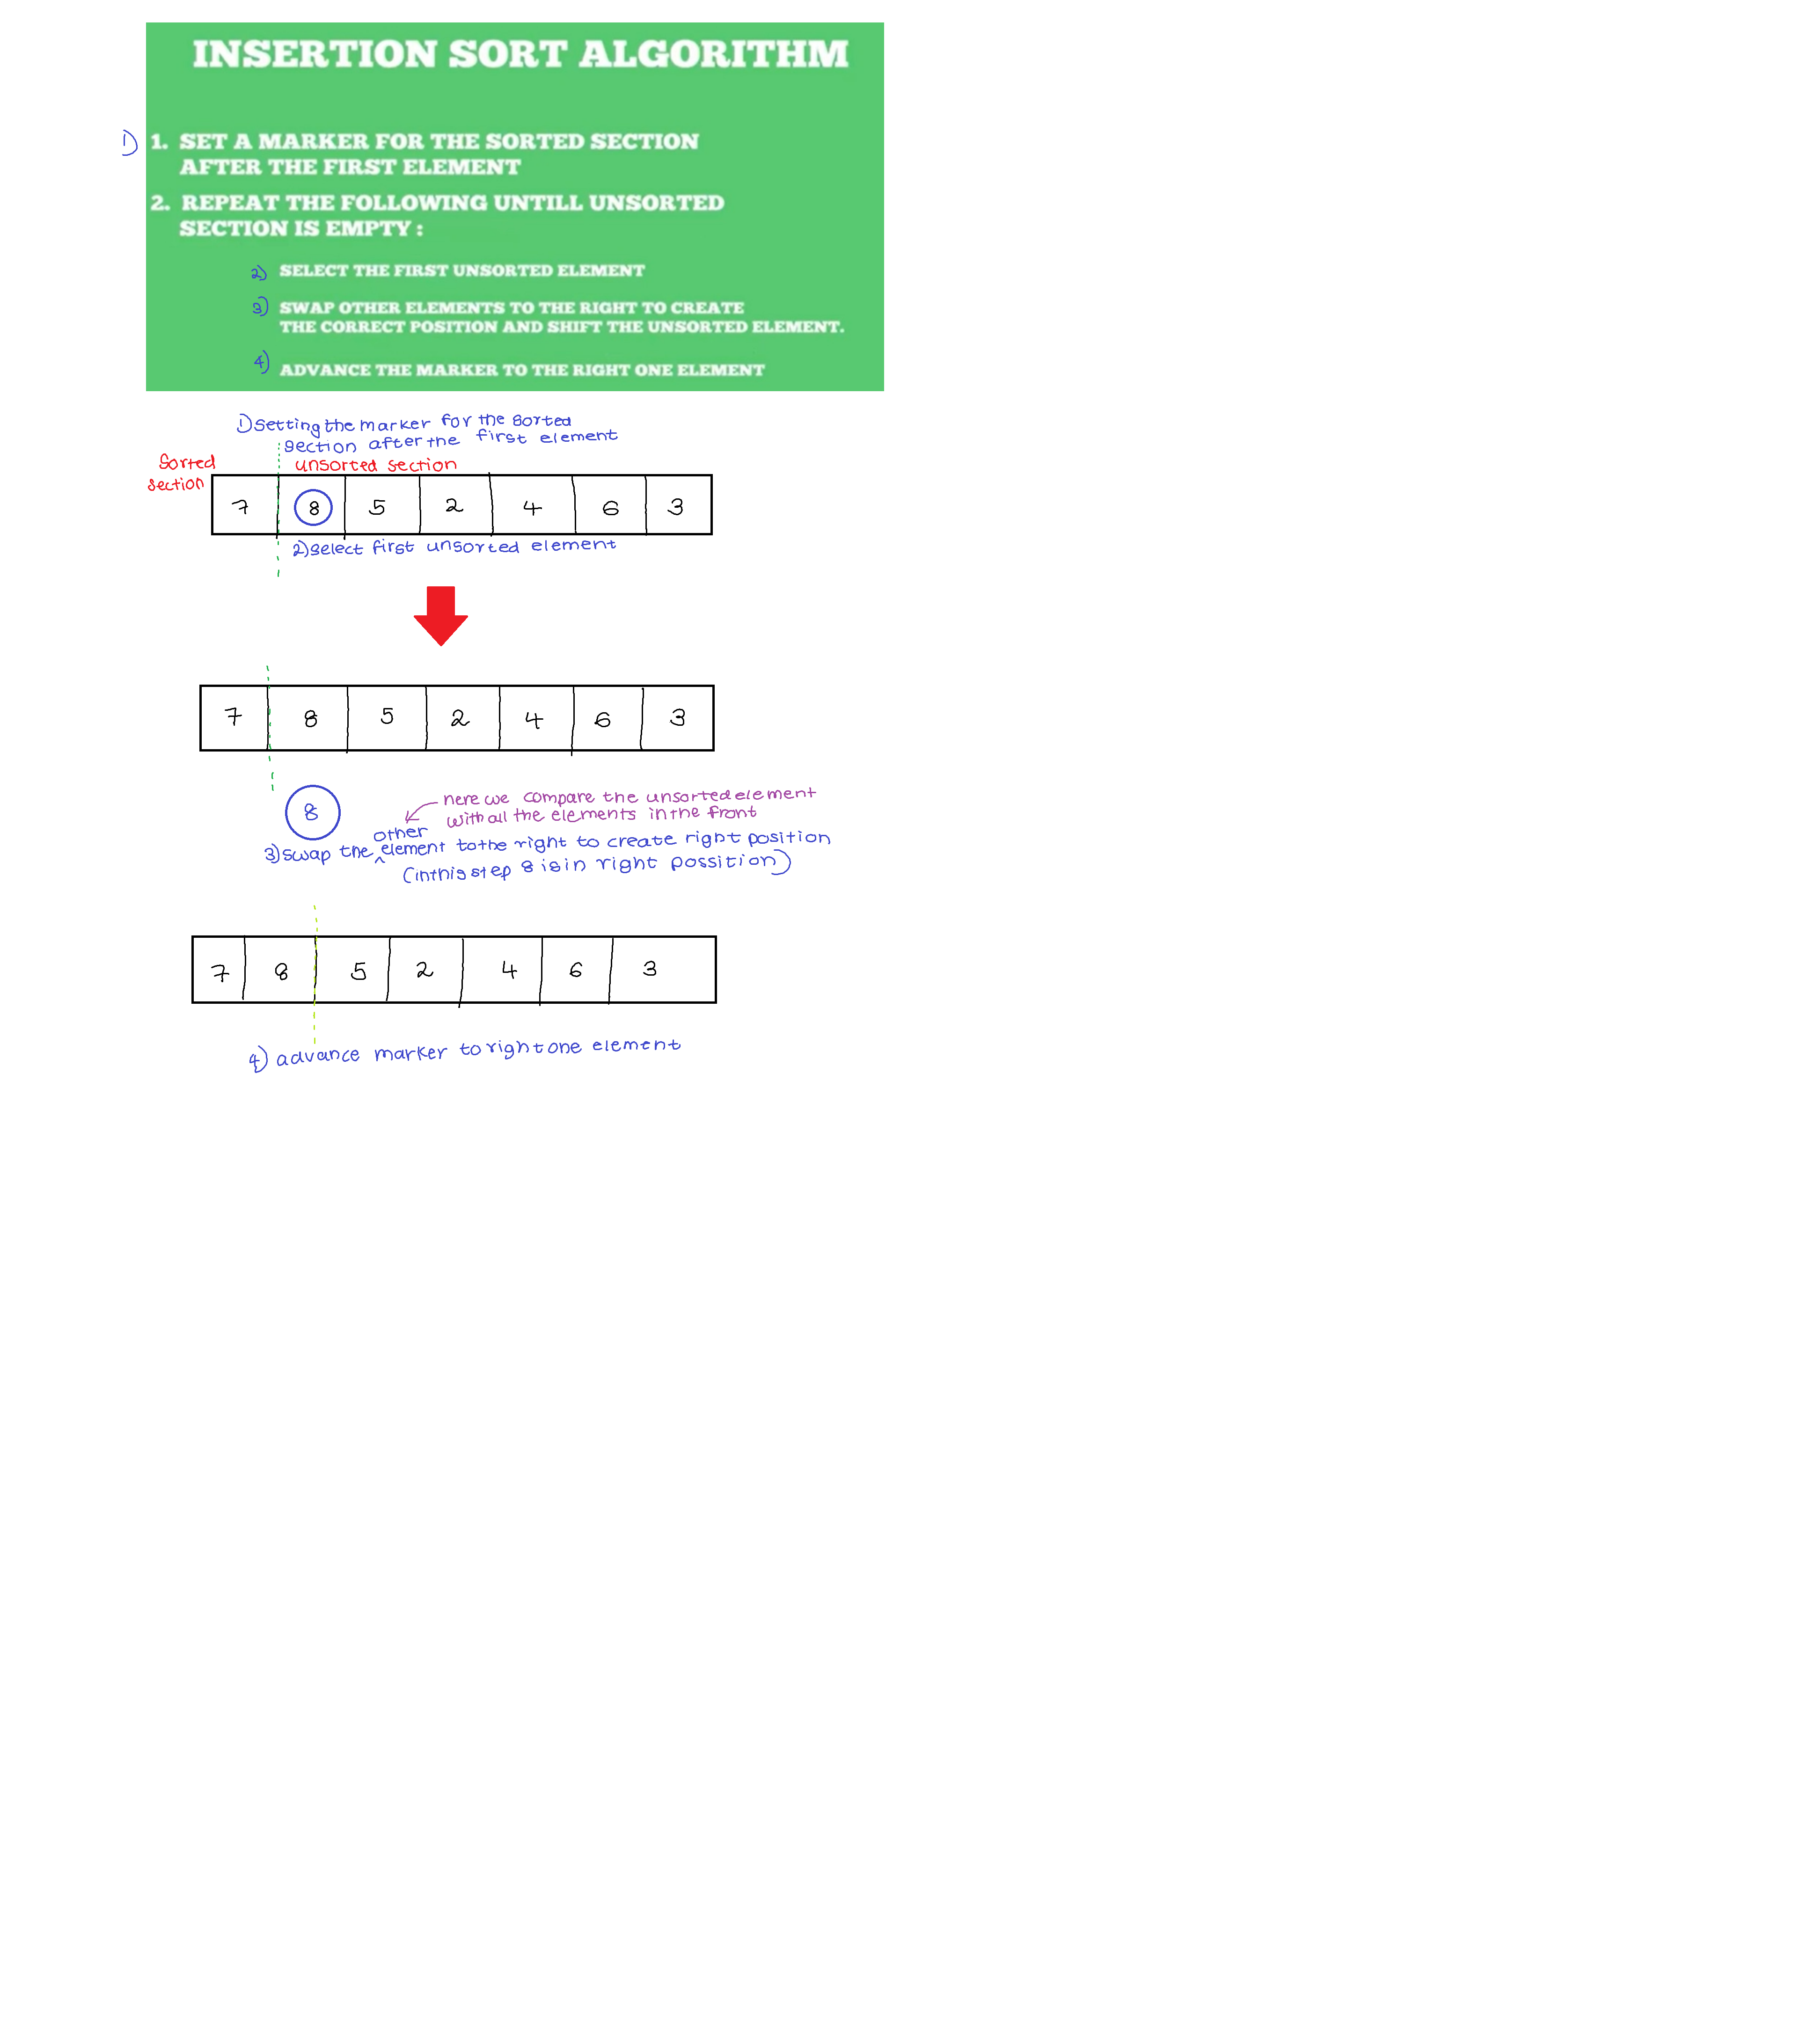 INSERTION SORT ALGORITHM
1) 1. SET A MARKER FOR THE SORTED SECTION
AFTER THE FIRST ELEMENT
2. REPEAT THE FOLLOWING UNTILL UNSORTED
SECTION IS EMPTY :
2) SELECT THE FIRST UNSORTED ELEMENT
3) SWAP OTHER ELEMENTS TO THE RIGHT TO CREATE
THE CORRECT POSITION AND SHIFT THE UNSORTED ELEMENT.
4) ADVANCE THE MARKER TO THE RIGHT ONE ELEMENT
1) Setting the marker for the sorted
section after the first element
Sorted
section
unsorted section
7 8 5 2 4 6 3
2) select first unsorted element
7 8 5 2 4 6 3
8
here we compare the unsorted element
with all the elements in the front
other
3) swap the ^ element to the right to create right position
(in this step 8 is in right possition)
7 8 5 2 4 6 3
4) advance marker to right one element